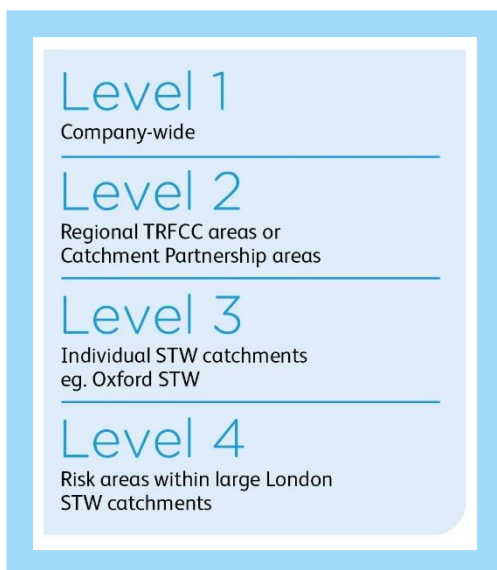 Level 1
Company-wide
Level 2
Regional TRFCC areas or
Catchment Partnership areas
Level 3
Individual STW catchments
eg. Oxford STW
Level 4
Risk areas within large London
STW catchments